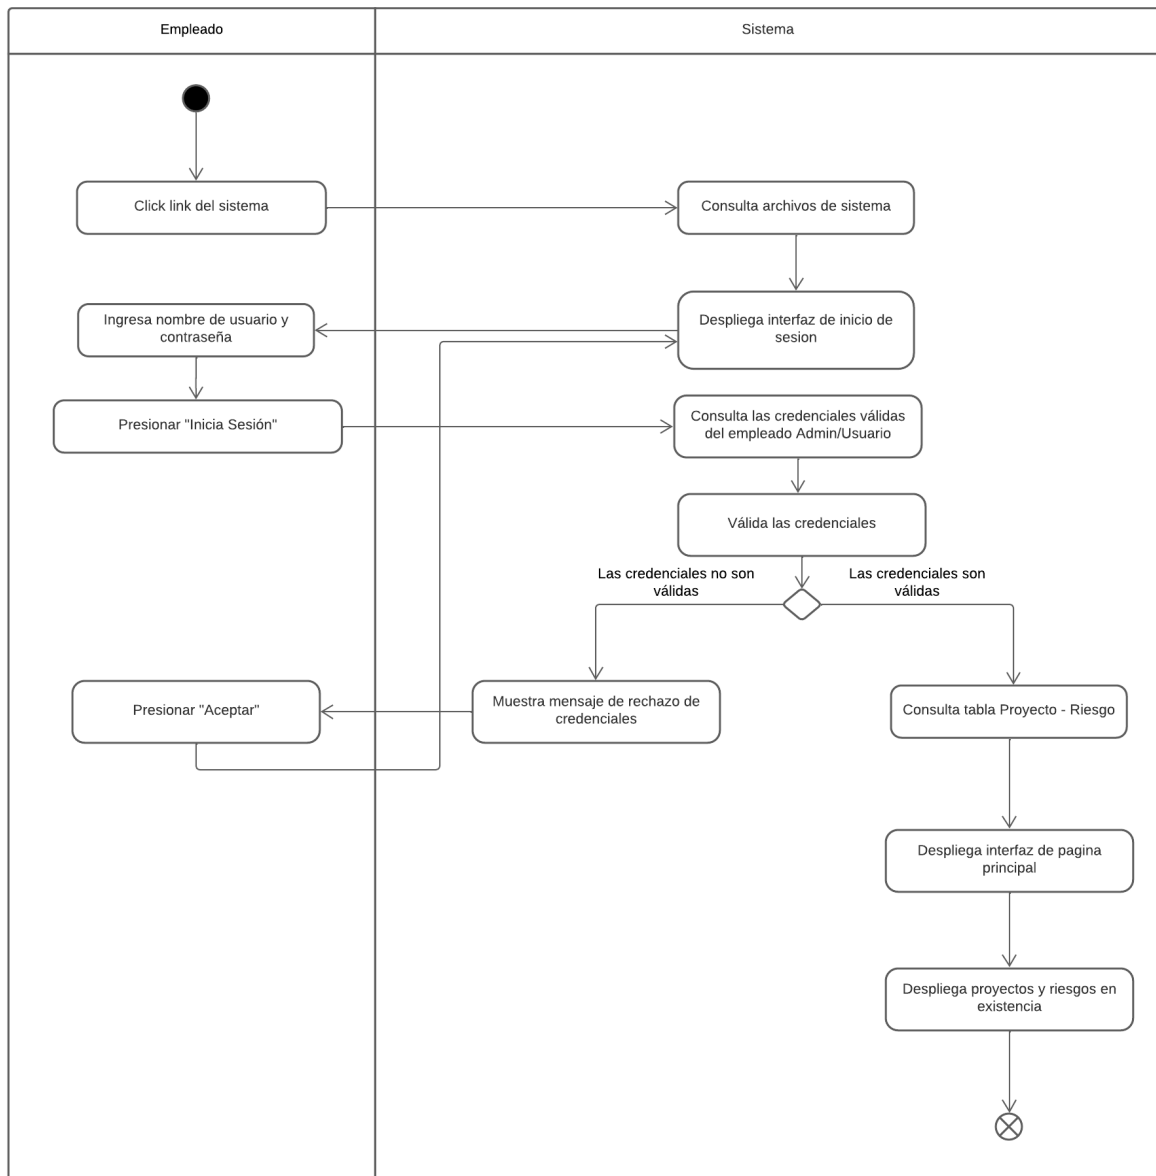 Empleado
Sistema
Click link del sistema
Consulta archivos de sistema
Ingresa nombre de usuario y
contraseña
Despliega interfaz de inicio de
sesion
Presionar "Inicia Sesión"
Consulta las credenciales válidas
del empleado Admin/Usuario
Válida las credenciales
Las credenciales no son
válidas
Las credenciales son
válidas
Presionar "Aceptar"
Muestra mensaje de rechazo de
credenciales
Consulta tabla Proyecto - Riesgo
Despliega interfaz de pagina
principal
Despliega proyectos y riesgos en
existencia